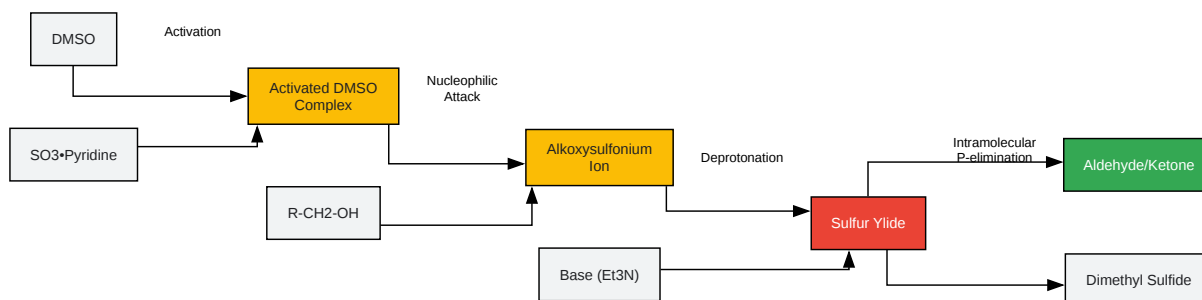 DMSO
Activation
Activated DMSO
Complex
SO3•Pyridine
Nucleophilic
Attack
Alkoxysulfonium
Ion
R-CH2-OH
Deprotonation
Sulfur Ylide
Base (Et3N)
Intramolecular
P-elimination
Aldehyde/Ketone
Dimethyl Sulfide